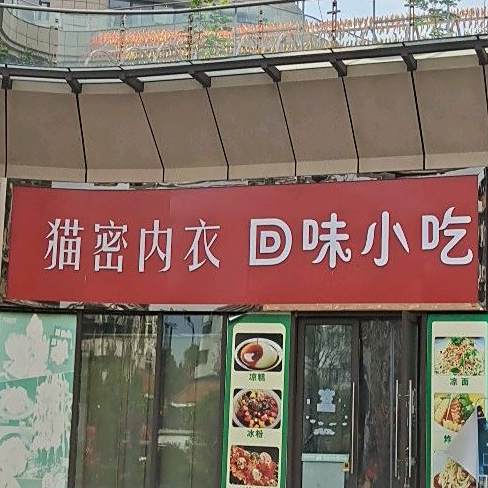 猫密内衣 回味小吃
凉糕
冰粉
凉面